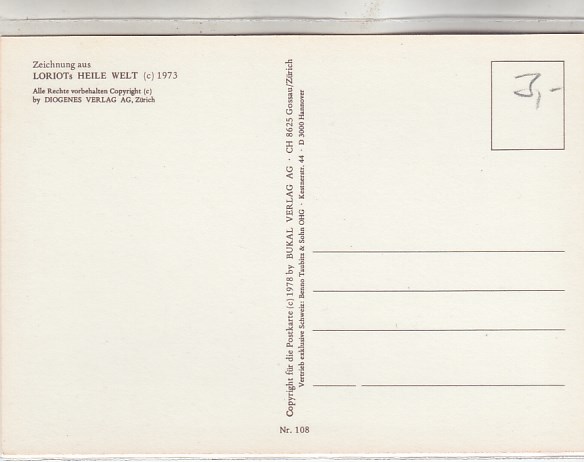 Zeichnung aus
LORIOTs HEILE WELT (c) 1973
Alle Rechte vorbehalten Copyright (c)
by DIOGENES VERLAG AG, Zürich
Copyright für die Postkarte (c) 1978 by BUKAL VERLAG AG · CH 8625 Gossau/Zürich
Vertrieb exklusive Schweiz: Benno Taubitz & Sohn OHG · Kestnerstr. 44 · D 3000 Hannover
3,-
Nr. 108